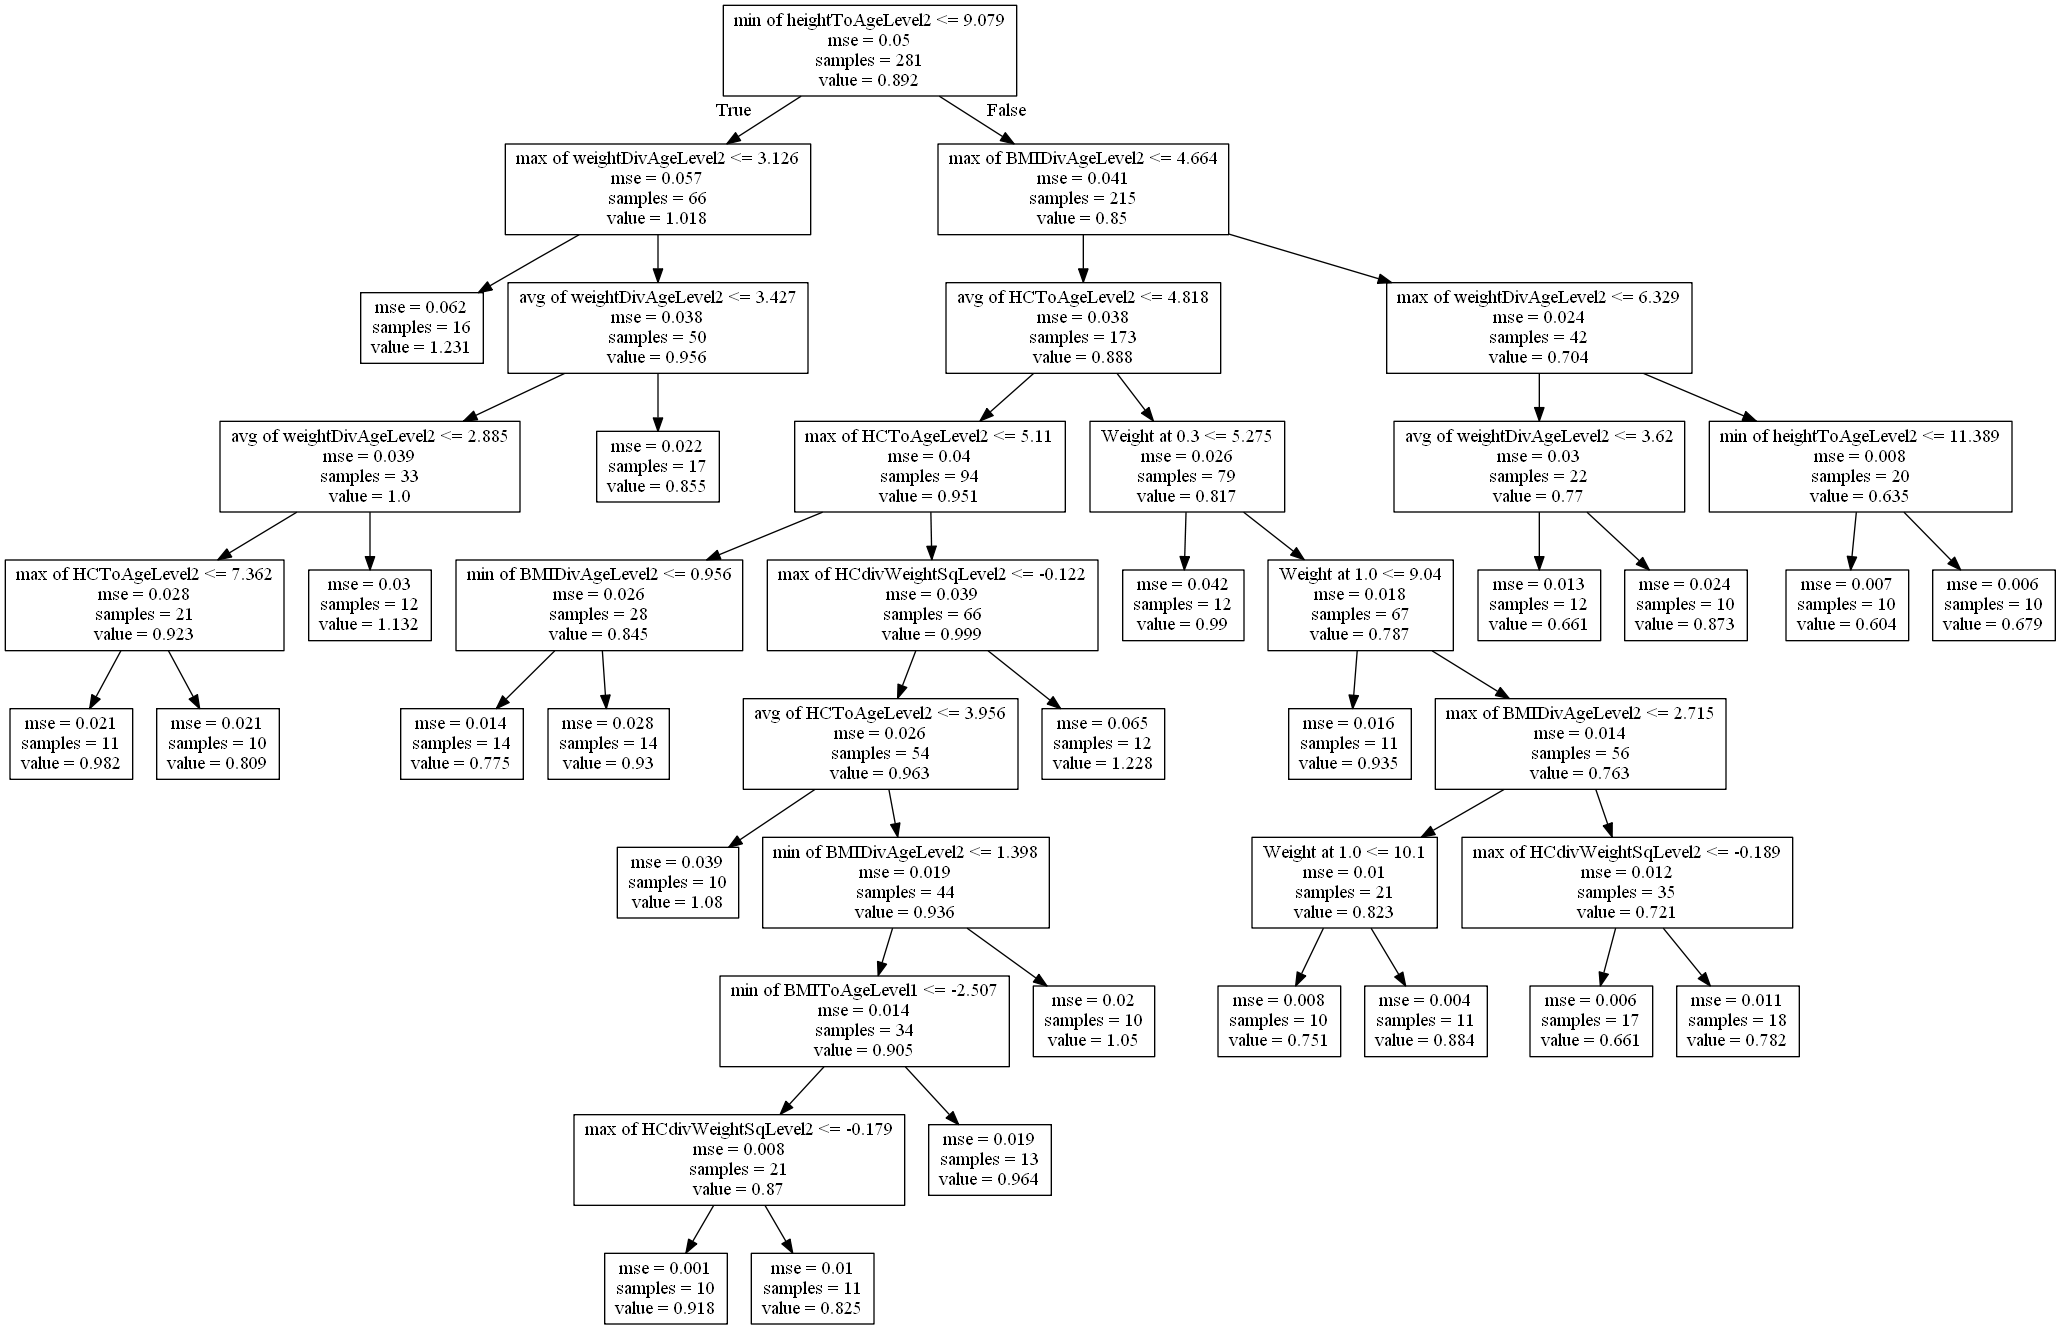 min of heightToAgeLevel2 <= 9.079
mse = 0.05
samples = 281
value = 0.892
True
False
max of weightDivAgeLevel2 <= 3.126
mse = 0.057
samples = 66
value = 1.018
max of BMIDivAgeLevel2 <= 4.664
mse = 0.041
samples = 215
value = 0.85
mse = 0.062
samples = 16
value = 1.231
avg of weightDivAgeLevel2 <= 3.427
mse = 0.038
samples = 50
value = 0.956
avg of HCToAgeLevel2 <= 4.818
mse = 0.038
samples = 173
value = 0.888
max of weightDivAgeLevel2 <= 6.329
mse = 0.024
samples = 42
value = 0.704
avg of weightDivAgeLevel2 <= 2.885
mse = 0.039
samples = 33
value = 1.0
mse = 0.022
samples = 17
value = 0.855
max of HCToAgeLevel2 <= 5.11
mse = 0.04
samples = 94
value = 0.951
Weight at 0.3 <= 5.275
mse = 0.026
samples = 79
value = 0.817
avg of weightDivAgeLevel2 <= 3.62
mse = 0.03
samples = 22
value = 0.77
min of heightToAgeLevel2 <= 11.389
mse = 0.008
samples = 20
value = 0.635
max of HCToAgeLevel2 <= 7.362
mse = 0.028
samples = 21
value = 0.923
mse = 0.03
samples = 12
value = 1.132
min of BMIDivAgeLevel2 <= 0.956
mse = 0.026
samples = 28
value = 0.845
max of HCdivWeightSqLevel2 <= -0.122
mse = 0.039
samples = 66
value = 0.999
mse = 0.042
samples = 12
value = 0.99
Weight at 1.0 <= 9.04
mse = 0.018
samples = 67
value = 0.787
mse = 0.013
samples = 12
value = 0.661
mse = 0.024
samples = 10
value = 0.873
mse = 0.007
samples = 10
value = 0.604
mse = 0.006
samples = 10
value = 0.679
mse = 0.021
samples = 11
value = 0.982
mse = 0.021
samples = 10
value = 0.809
mse = 0.014
samples = 14
value = 0.775
mse = 0.028
samples = 14
value = 0.93
avg of HCToAgeLevel2 <= 3.956
mse = 0.026
samples = 54
value = 0.963
mse = 0.065
samples = 12
value = 1.228
mse = 0.016
samples = 11
value = 0.935
max of BMIDivAgeLevel2 <= 2.715
mse = 0.014
samples = 56
value = 0.763
mse = 0.039
samples = 10
value = 1.08
min of BMIDivAgeLevel2 <= 1.398
mse = 0.019
samples = 44
value = 0.936
Weight at 1.0 <= 10.1
mse = 0.01
samples = 21
value = 0.823
max of HCdivWeightSqLevel2 <= -0.189
mse = 0.012
samples = 35
value = 0.721
min of BMIToAgeLevel1 <= -2.507
mse = 0.014
samples = 34
value = 0.905
mse = 0.02
samples = 10
value = 1.05
mse = 0.008
samples = 10
value = 0.751
mse = 0.004
samples = 11
value = 0.884
mse = 0.006
samples = 17
value = 0.661
mse = 0.011
samples = 18
value = 0.782
max of HCdivWeightSqLevel2 <= -0.179
mse = 0.008
samples = 21
value = 0.87
mse = 0.019
samples = 13
value = 0.964
mse = 0.001
samples = 10
value = 0.918
mse = 0.01
samples = 11
value = 0.825